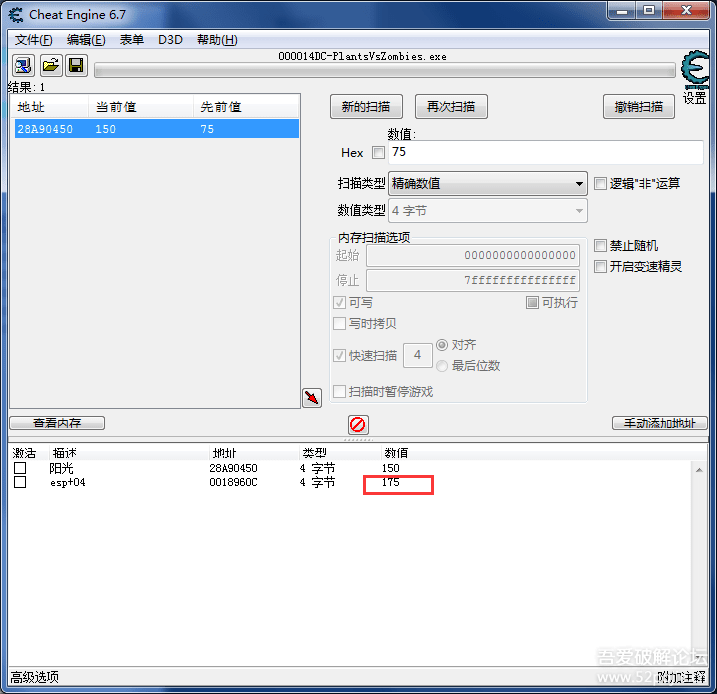 Cheat Engine 6.7
文件(F) 编辑(E) 表单 D3D 帮助(H)
000014DC-PlantsVsZombies.exe
设置
结果: 1
地址 当前值 先前值
28A90450 150 75
新的扫描 再次扫描 撤销扫描
数值:
Hex 75
扫描类型 精确数值 逻辑"非"运算
数值类型 4 字节
内存扫描选项
起始 0000000000000000
停止 7fffffffffffffff
禁止随机
开启变速精灵
可写 可执行
写时拷贝
快速扫描 4 对齐
最后位数
扫描时暂停游戏
查看内存 手动添加地址
激活 描述 地址 类型 数值
阳光 28A90450 4 字节 150
esp+04 0018960C 4 字节 175
吾爱破解论坛
高级选项 附加注释